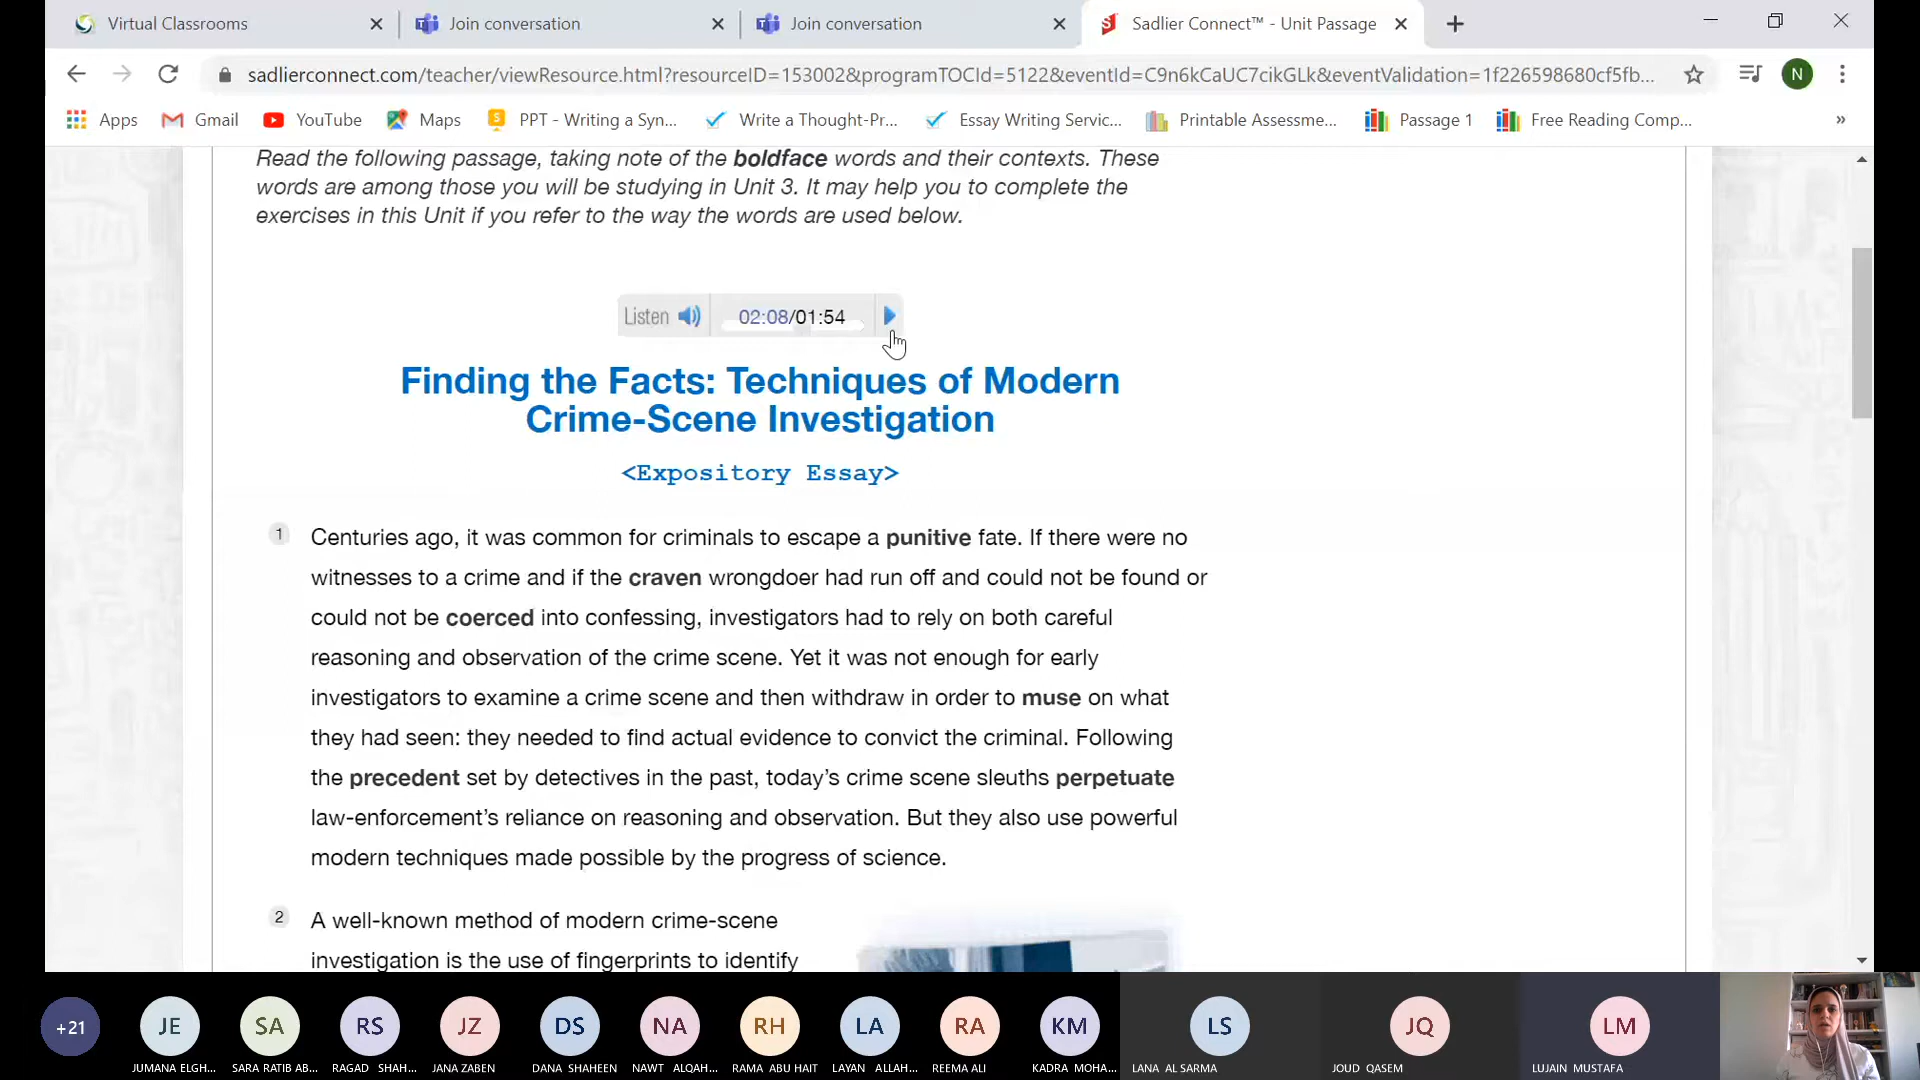 Virtual Classrooms
Join conversation
Join conversation
Sadlier Connect™ - Unit Passage
sadlierconnect.com/teacher/viewResource.html?resourceID=153002&programTOCId=5122&eventId=C9n6kCaUC7cikGLk&eventValidation=1f226598680cf5fb...
N
Apps
Gmail
YouTube
Maps
PPT - Writing a Syn...
Write a Thought-Pr...
Essay Writing Servic...
Printable Assessme...
Passage 1
Free Reading Comp...
»
Read the following passage, taking note of the boldface words and their contexts. These
words are among those you will be studying in Unit 3. It may help you to complete the
exercises in this Unit if you refer to the way the words are used below.
Listen
02:08/01:54
Finding the Facts: Techniques of Modern
Crime-Scene Investigation
<Expository Essay>
1
Centuries ago, it was common for criminals to escape a punitive fate. If there were no
witnesses to a crime and if the craven wrongdoer had run off and could not be found or
could not be coerced into confessing, investigators had to rely on both careful
reasoning and observation of the crime scene. Yet it was not enough for early
investigators to examine a crime scene and then withdraw in order to muse on what
they had seen: they needed to find actual evidence to convict the criminal. Following
the precedent set by detectives in the past, today's crime scene sleuths perpetuate
law-enforcement's reliance on reasoning and observation. But they also use powerful
modern techniques made possible by the progress of science.
2
A well-known method of modern crime-scene
investigation is the use of fingerprints to identify
+21
JE
SA
RS
JZ
DS
NA
RH
LA
RA
KM
LS
JQ
LM
JUMANA ELGH...
SARA RATIB AB...
RAGAD SHAH...
JANA ZABEN
DANA SHAHEEN
NAWT ALQAH...
RAMA ABU HAIT
LAYAN ALLAH...
REEMA ALI
KADRA MOHA...
LANA AL SARMA
JOUD QASEM
LUJAIN MUSTAFA